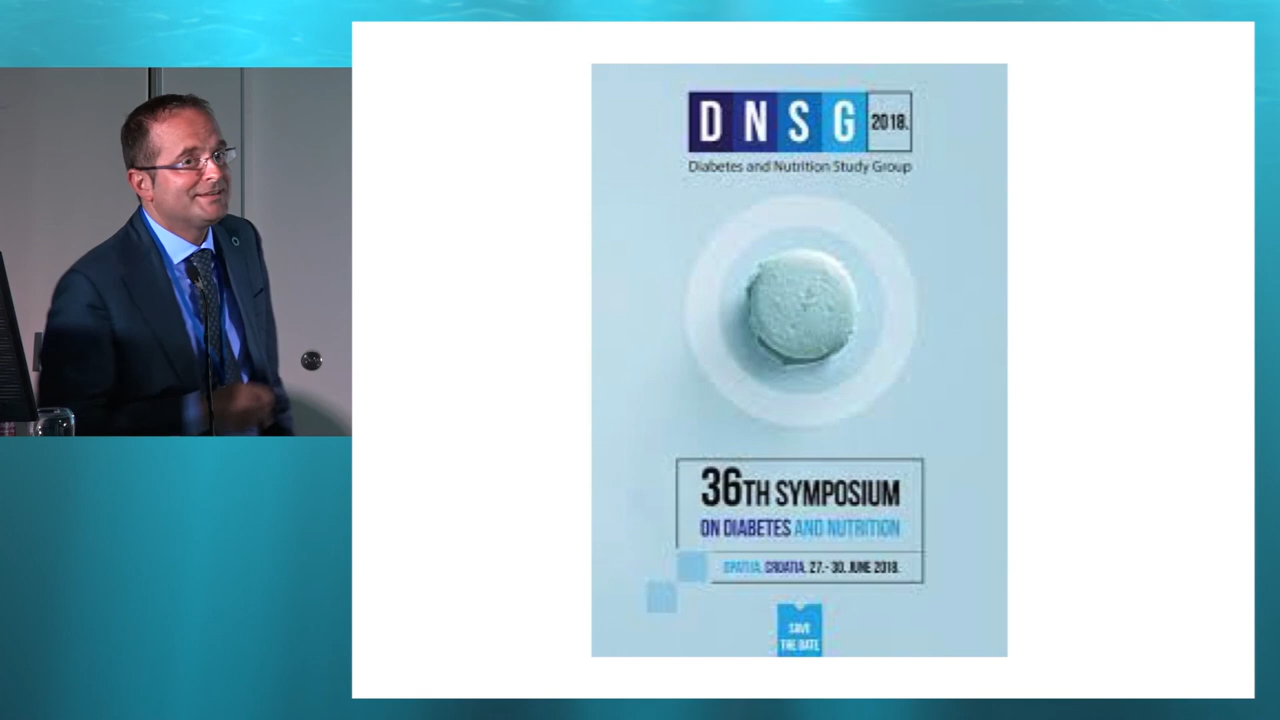 DNSG 2018.
Diabetes and Nutrition Study Group
36TH SYMPOSIUM
ON DIABETES AND NUTRITION
OPATIJA, CROATIA, 27.- 30. JUNE 2018.
SAVE
THE DATE